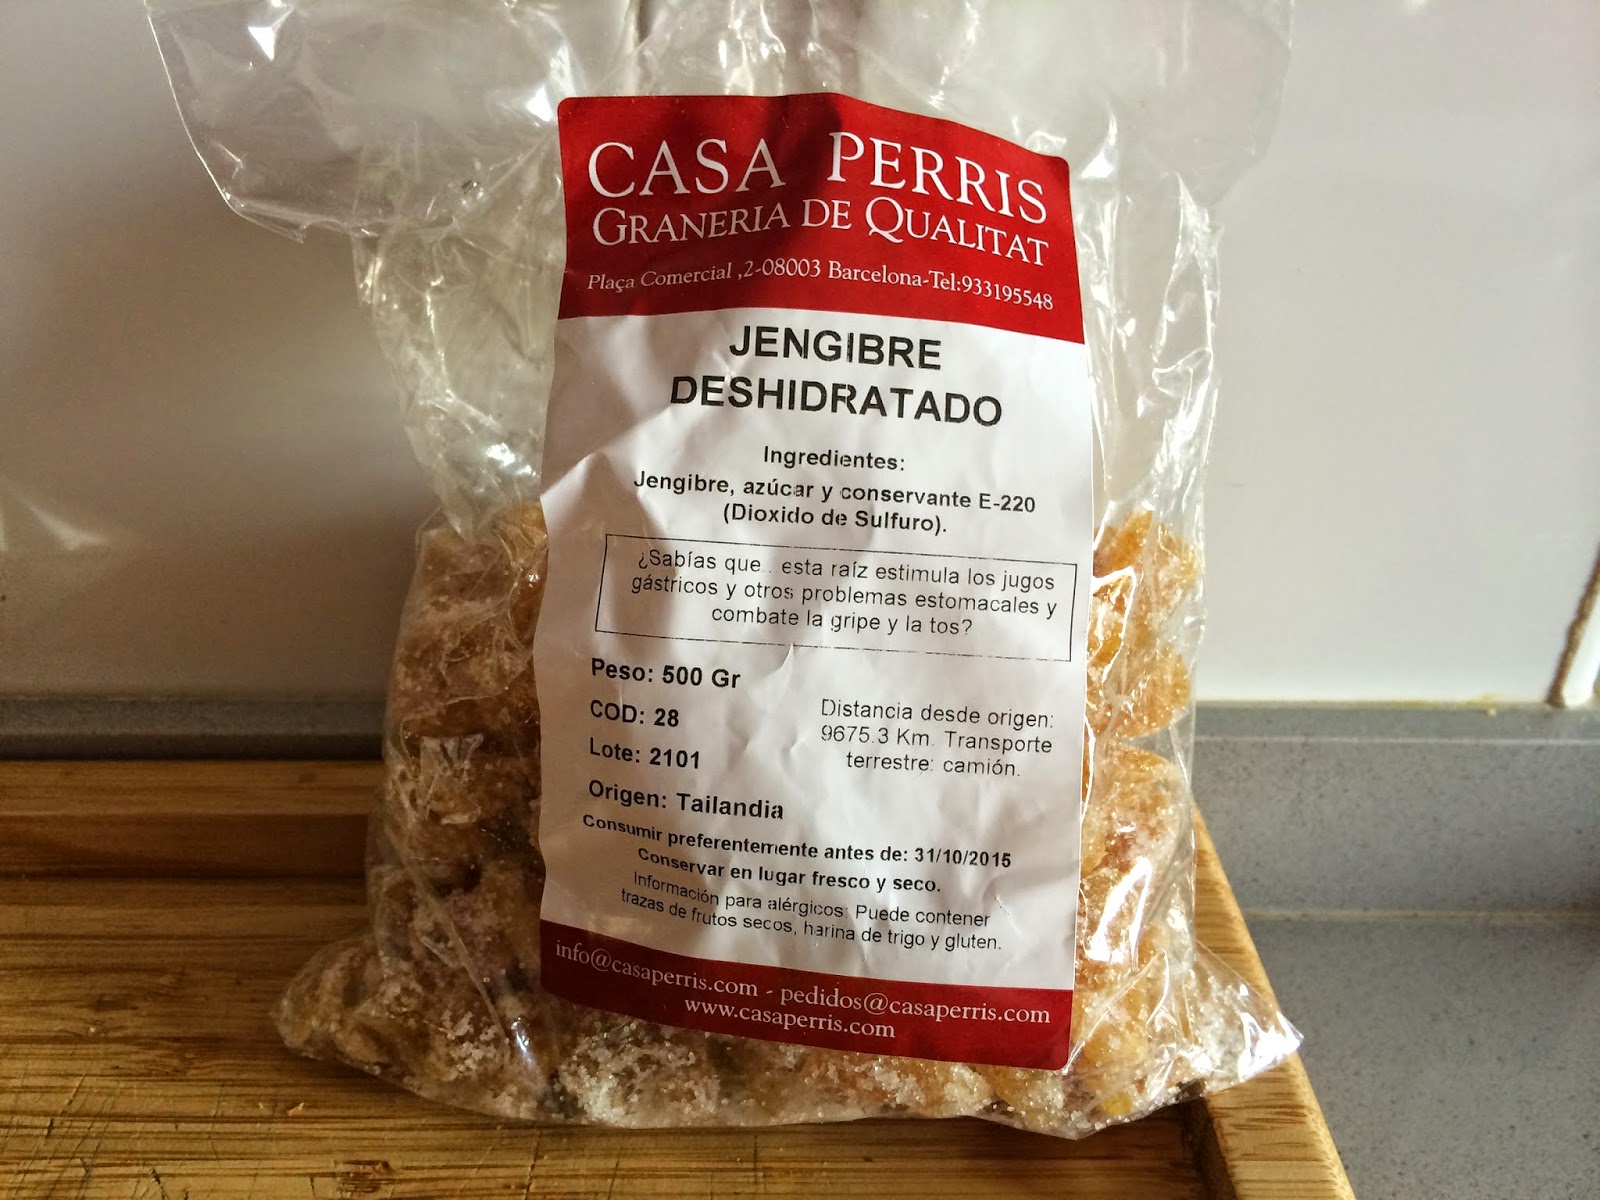 CASA PERRIS
GRANERIA DE QUALITAT
Plaça Comercial ,2-08003 Barcelona-Tel:933195548
JENGIBRE
DESHIDRATADO
Ingredientes:
Jengibre, azúcar y conservante E-220
(Dioxido de Sulfuro).
¿Sabías que.. esta raíz estimula los jugos
gástricos y otros problemas estomacales y
combate la gripe y la tos?
Peso: 500 Gr
COD: 28
Lote: 2101
Origen: Tailandia
Distancia desde origen:
9675.3 Km. Transporte
terrestre: camión.
Consumir preferentemente antes de: 31/10/2015
Conservar en lugar fresco y seco.
Información para alérgicos: Puede contener
trazas de frutos secos, harina de trigo y gluten.
info@casaperris.com - pedidos@casaperris.com
www.casaperris.com